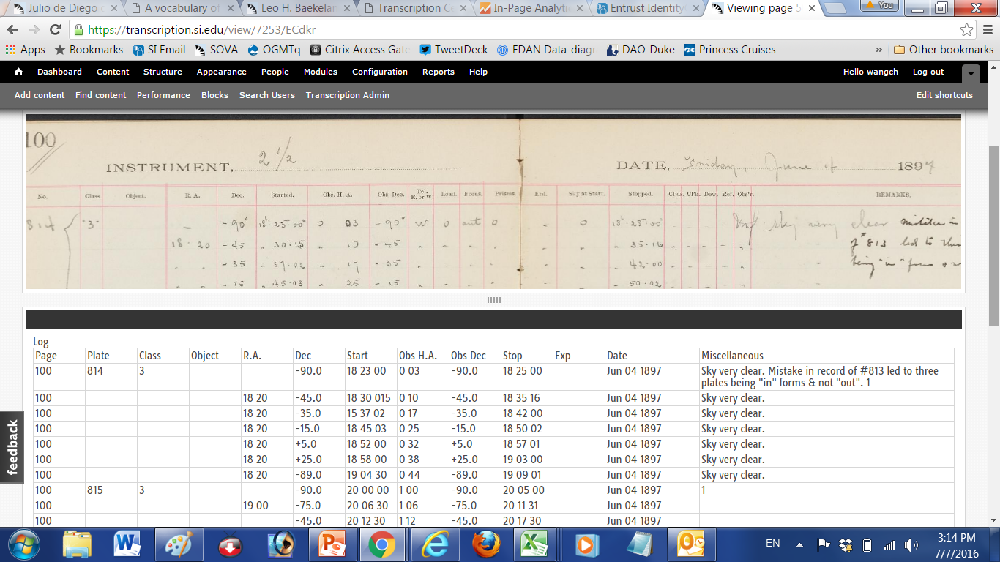 Julio de Diego
A vocabulary of
Leo H. Baekelan
Transcription Ce
In-Page Analyti
Entrust Identity
Viewing page 5
You
https://transcription.si.edu/view/7253/ECdkr
Apps Bookmarks SI Email SOVA OGMTq Citrix Access Gate TweetDeck EDAN Data-diagr DAO-Duke Princess Cruises » Other bookmarks
Dashboard Content Structure Appearance People Modules Configuration Reports Help Hello wangch Log out
Add content Find content Performance Blocks Search Users Transcription Admin Edit shortcuts
100
INSTRUMENT, 2 1/2 DATE, Friday, June 4 1897
No. Class. Object. R. A. Dec. Started. Obs. H. A. Obs. Dec. Tel. E. or W. Load. Focus. Prisms. Exl. Sky at Start. Stopped. Cl'ds. Cl'k. Dew. Ref. Obs'r. REMARKS.
814 { "3" - -90° 18h 23·00s 0 03 -90° W 0 out 0 - 0 18h 25·00s - - - - sky very clear mistake in
18·20 -45 " 30·15 " 10 -45 " 35·16 of #813 led to
" " -35 " 37·02 " 17 -35 " 42·00 being "in" focus &
" " -15 " 45·03 " 25 -15 " 50·02
Log
Page Plate Class Object R.A. Dec Start Obs H.A. Obs Dec Stop Exp Date Miscellaneous
100 814 3 -90.0 18 23 00 0 03 -90.0 18 25 00 Jun 04 1897 Sky very clear. Mistake in record of #813 led to three
plates being "in" forms & not "out". 1
100 18 20 -45.0 18 30 015 0 10 -45.0 18 35 16 Jun 04 1897 Sky very clear.
100 18 20 -35.0 15 37 02 0 17 -35.0 18 42 00 Jun 04 1897 Sky very clear.
100 18 20 -15.0 18 45 03 0 25 -15.0 18 50 02 Jun 04 1897 Sky very clear.
100 18 20 +5.0 18 52 00 0 32 +5.0 18 57 01 Jun 04 1897 Sky very clear.
100 18 20 +25.0 18 58 00 0 38 +25.0 19 03 00 Jun 04 1897 Sky very clear.
100 18 20 -89.0 19 04 30 0 44 -89.0 19 09 01 Jun 04 1897 Sky very clear.
100 815 3 -90.0 20 00 00 1 00 -90.0 20 05 00 Jun 04 1897 1
100 19 00 -75.0 20 06 30 1 06 -75.0 20 11 31 Jun 04 1897
100 -45.0 20 12 30 1 12 -45.0 20 17 30 Jun 04 1897
feedback
EN 3:14 PM
7/7/2016